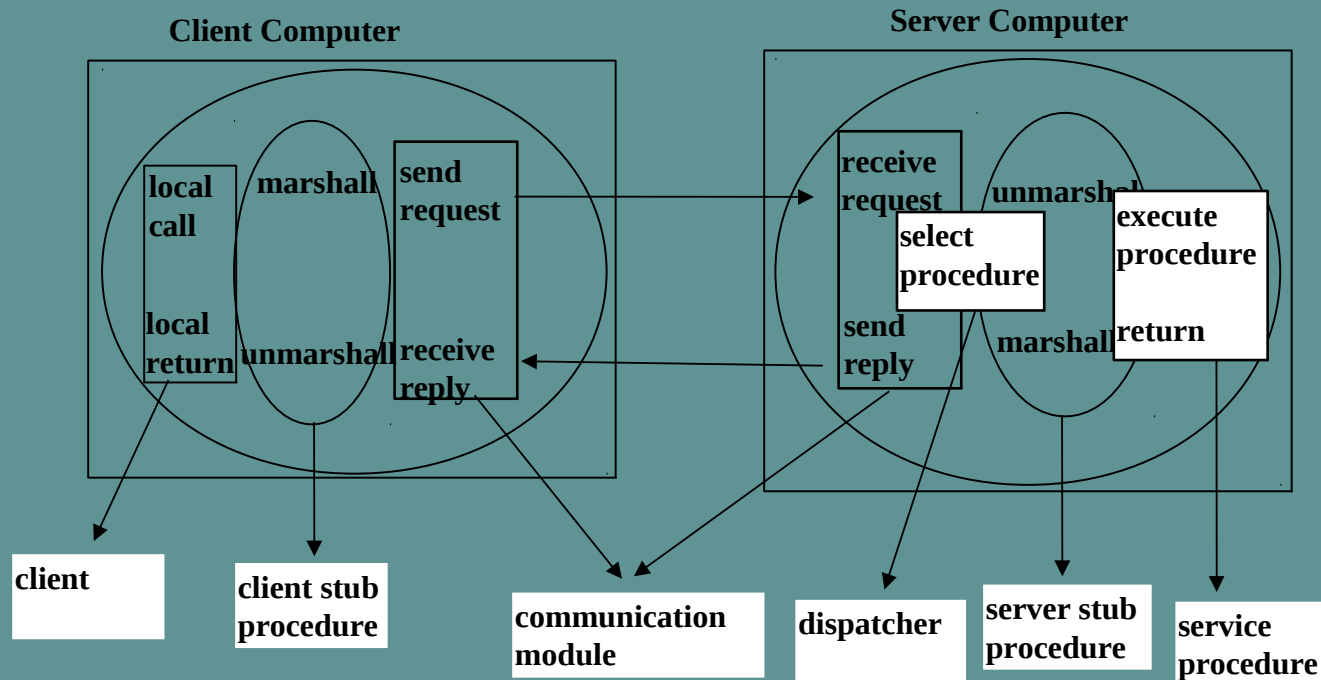 Client Computer
Server Computer
local
call
local
return
marshall
unmarshall
send
request
receive
reply
receive
request
select
procedure
send
reply
unmarshal
marshall
execute
procedure
return
client
client stub
procedure
communication
module
dispatcher
server stub
procedure
service
procedure